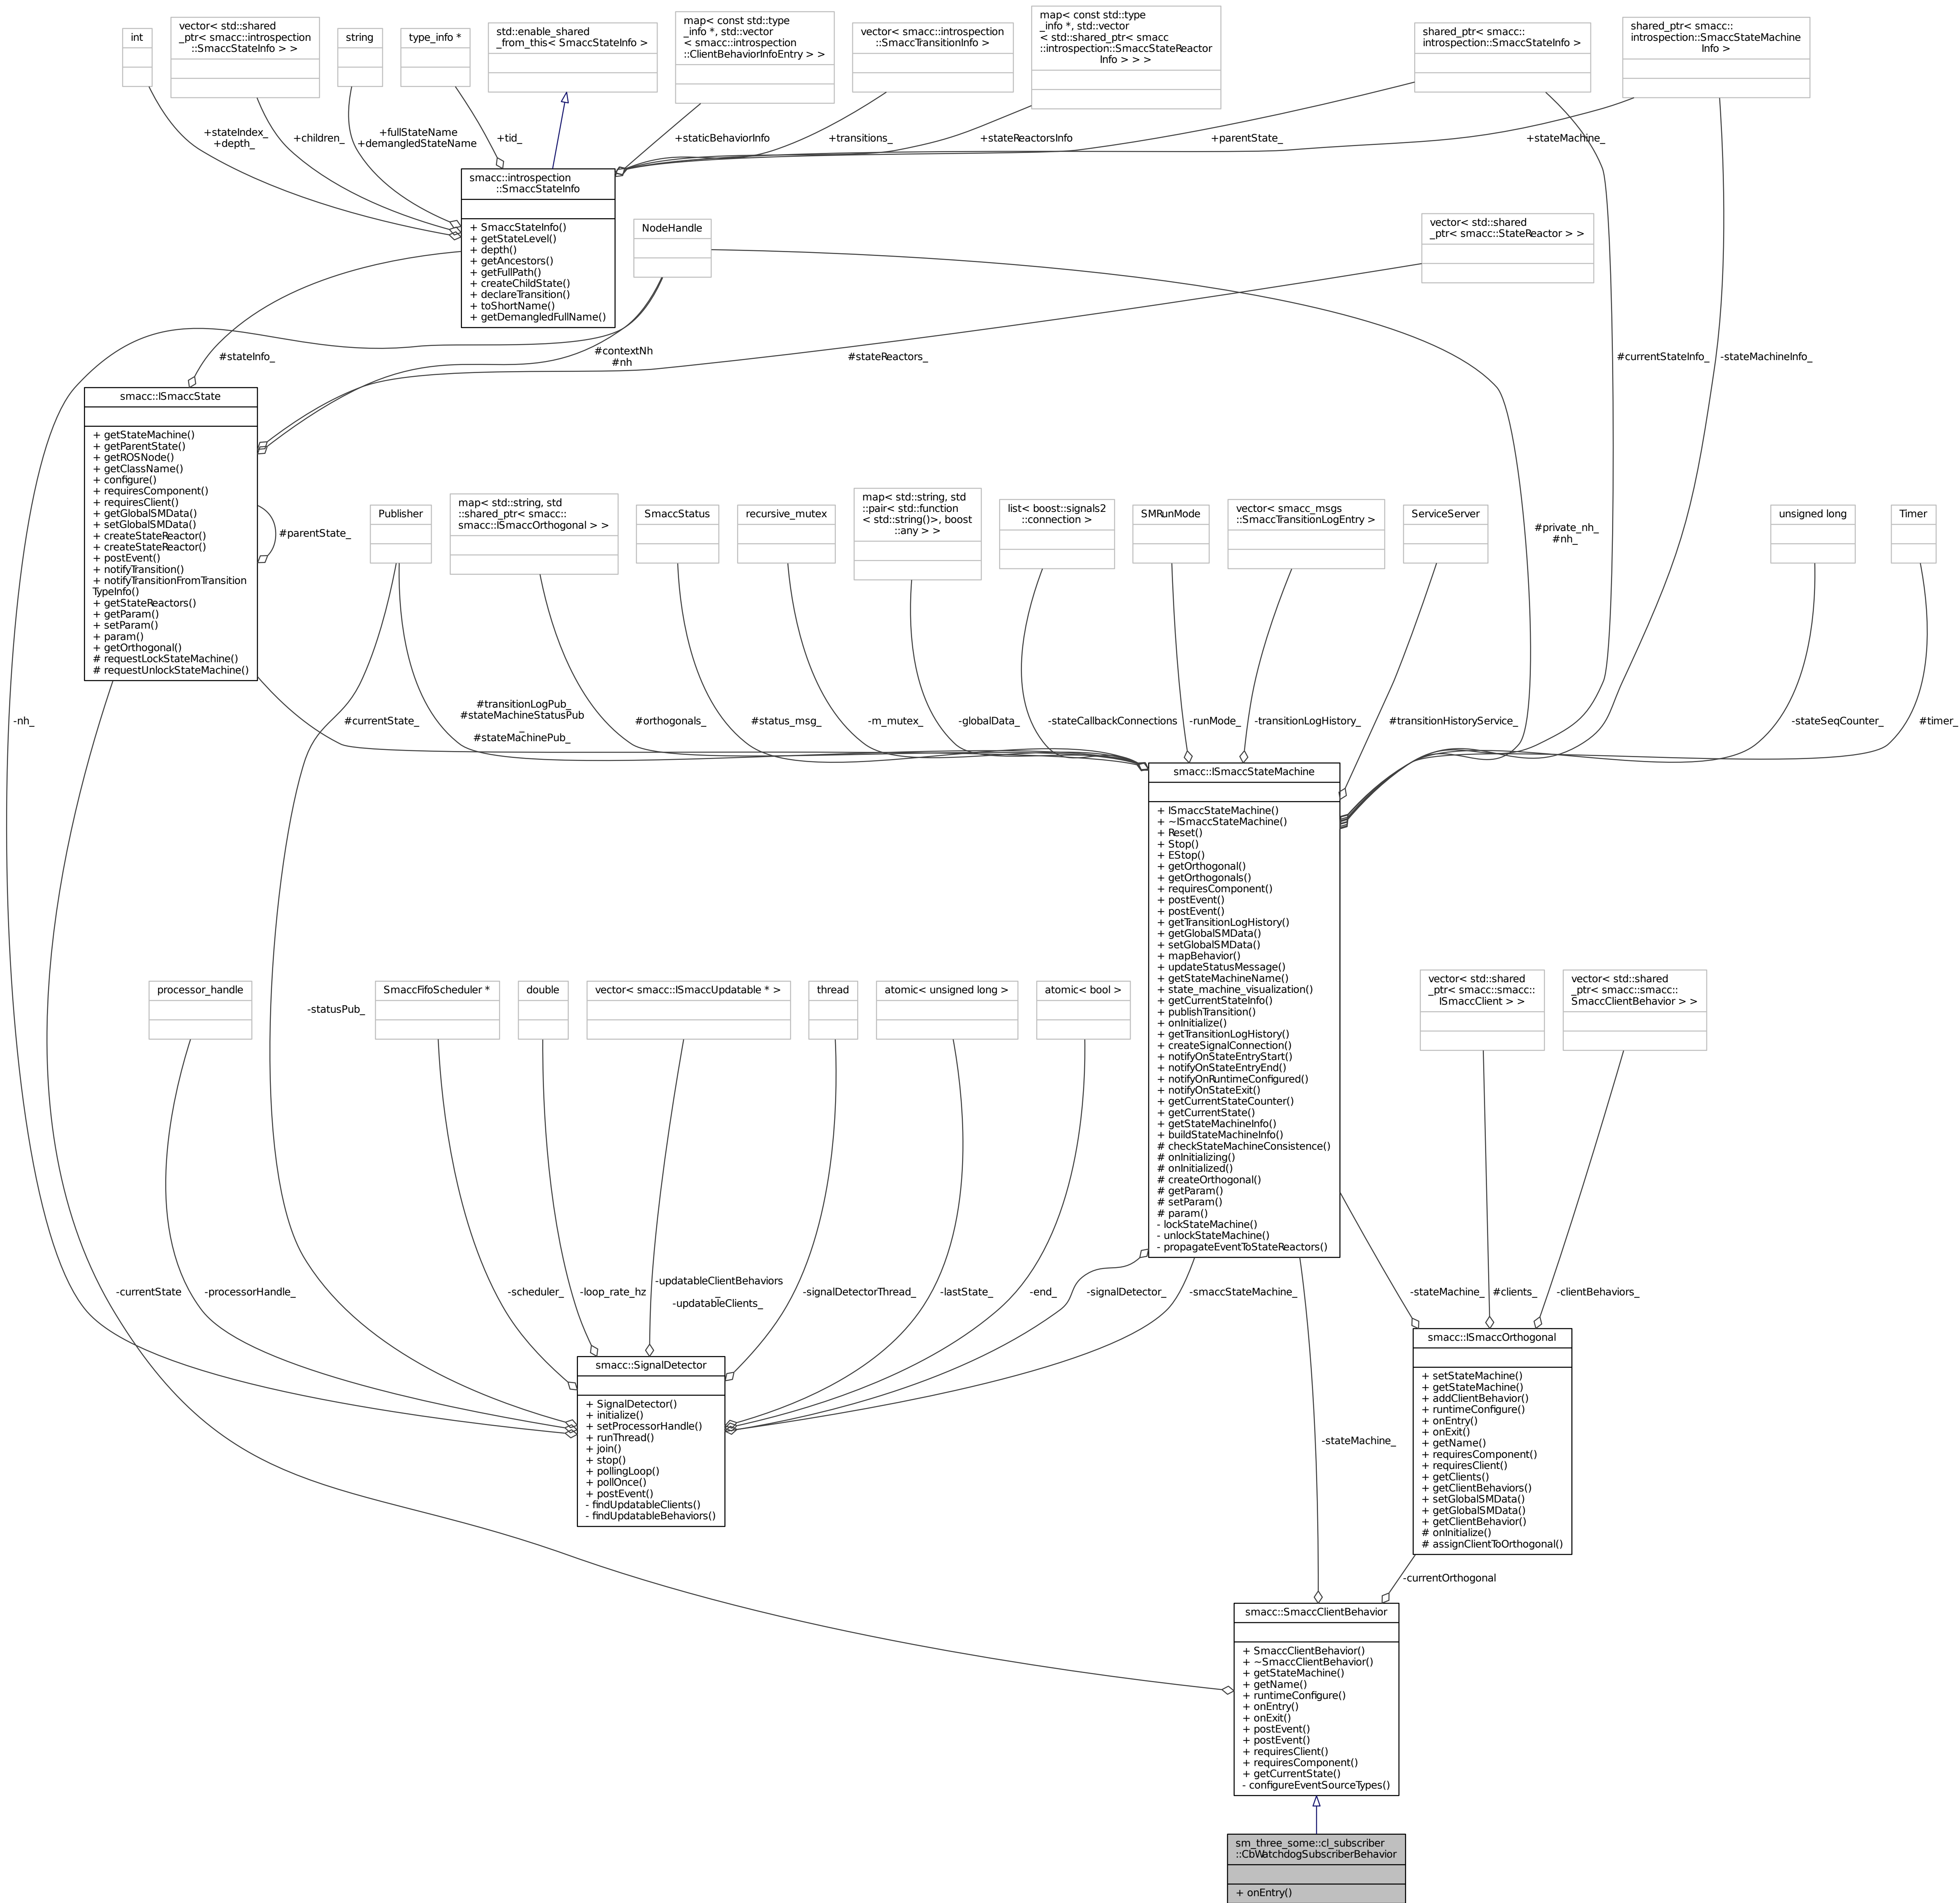 int
vector< std::shared
_ptr< smacc::introspection
::SmaccStateInfo > >
string
type_info *
std::enable_shared
_from_this< SmaccStateInfo >
map< const std::type
_info *, std::vector
< smacc::introspection
::ClientBehaviorInfoEntry > >
vector< smacc::introspection
::SmaccTransitionInfo >
map< const std::type
_info *, std::vector
< std::shared_ptr< smacc
::introspection::SmaccStateReactor
Info > > >
shared_ptr< smacc::
introspection::SmaccStateInfo >
shared_ptr< smacc::
introspection::SmaccStateMachine
Info >
+stateIndex_
+depth_
+children_
+fullStateName
+demangledStateName
+tid_
+staticBehaviorInfo
+transitions_
+stateReactorsInfo
+parentState_
+stateMachine_
smacc::introspection
::SmaccStateInfo
+ SmaccStateInfo()
+ getStateLevel()
+ depth()
+ getAncestors()
+ getFullPath()
+ createChildState()
+ declareTransition()
+ toShortName()
+ getDemangledFullName()
NodeHandle
vector< std::shared
_ptr< smacc::StateReactor > >
#stateInfo_
#contextNh
#nh
#stateReactors_
#currentStateInfo_
-stateMachineInfo_
smacc::ISmaccState
+ getStateMachine()
+ getParentState()
+ getROSNode()
+ getClassName()
+ configure()
+ requiresComponent()
+ requiresClient()
+ getGlobalSMData()
+ setGlobalSMData()
+ createStateReactor()
+ createStateReactor()
+ postEvent()
+ notifyTransition()
+ notifyTransitionFromTransition
TypeInfo()
+ getStateReactors()
+ getParam()
+ setParam()
+ param()
+ getOrthogonal()
# requestLockStateMachine()
# requestUnlockStateMachine()
#parentState_
Publisher
map< std::string, std
::shared_ptr< smacc::
smacc::ISmaccOrthogonal > >
SmaccStatus
recursive_mutex
map< std::string, std
::pair< std::function
< std::string()>, boost
::any > >
list< boost::signals2
::connection >
SMRunMode
vector< smacc_msgs
::SmaccTransitionLogEntry >
ServiceServer
#private_nh_
#nh_
unsigned long
Timer
-nh_
#currentState_
#transitionLogPub_
#stateMachineStatusPub
_
#stateMachinePub_
#orthogonals_
#status_msg_
-m_mutex_
-globalData_
-stateCallbackConnections
-runMode_
-transitionLogHistory_
#transitionHistoryService_
-stateSeqCounter_
#timer_
smacc::ISmaccStateMachine
+ ISmaccStateMachine()
+ ~ISmaccStateMachine()
+ Reset()
+ Stop()
+ EStop()
+ getOrthogonal()
+ getOrthogonals()
+ requiresComponent()
+ postEvent()
+ postEvent()
+ getTransitionLogHistory()
+ getGlobalSMData()
+ setGlobalSMData()
+ mapBehavior()
+ updateStatusMessage()
+ getStateMachineName()
+ state_machine_visualization()
+ getCurrentStateInfo()
+ publishTransition()
+ onInitialize()
+ getTransitionLogHistory()
+ createSignalConnection()
+ notifyOnStateEntryStart()
+ notifyOnStateEntryEnd()
+ notifyOnRuntimeConfigured()
+ notifyOnStateExit()
+ getCurrentStateCounter()
+ getCurrentState()
+ getStateMachineInfo()
+ buildStateMachineInfo()
# checkStateMachineConsistence()
# onInitializing()
# onInitialized()
# createOrthogonal()
# getParam()
# setParam()
# param()
- lockStateMachine()
- unlockStateMachine()
- propagateEventToStateReactors()
processor_handle
-statusPub_
SmaccFifoScheduler *
double
vector< smacc::ISmaccUpdatable * >
thread
atomic< unsigned long >
atomic< bool >
vector< std::shared
_ptr< smacc::smacc::
ISmaccClient > >
vector< std::shared
_ptr< smacc::smacc::
SmaccClientBehavior > >
-currentState
-processorHandle_
-scheduler_
-loop_rate_hz
-updatableClientBehaviors
_
-updatableClients_
-signalDetectorThread_
-lastState_
-end_
-signalDetector_
-smaccStateMachine_
-stateMachine_
#clients_
-clientBehaviors_
smacc::SignalDetector
+ SignalDetector()
+ initialize()
+ setProcessorHandle()
+ runThread()
+ join()
+ stop()
+ pollingLoop()
+ pollOnce()
+ postEvent()
- findUpdatableClients()
- findUpdatableBehaviors()
smacc::ISmaccOrthogonal
+ setStateMachine()
+ getStateMachine()
+ addClientBehavior()
+ runtimeConfigure()
+ onEntry()
+ onExit()
+ getName()
+ requiresComponent()
+ requiresClient()
+ getClients()
+ getClientBehaviors()
+ setGlobalSMData()
+ getGlobalSMData()
+ getClientBehavior()
# onInitialize()
# assignClientToOrthogonal()
-stateMachine_
-currentOrthogonal
smacc::SmaccClientBehavior
+ SmaccClientBehavior()
+ ~SmaccClientBehavior()
+ getStateMachine()
+ getName()
+ runtimeConfigure()
+ onEntry()
+ onExit()
+ postEvent()
+ postEvent()
+ requiresClient()
+ requiresComponent()
+ getCurrentState()
- configureEventSourceTypes()
sm_three_some::cl_subscriber
::CbWatchdogSubscriberBehavior
+ onEntry()